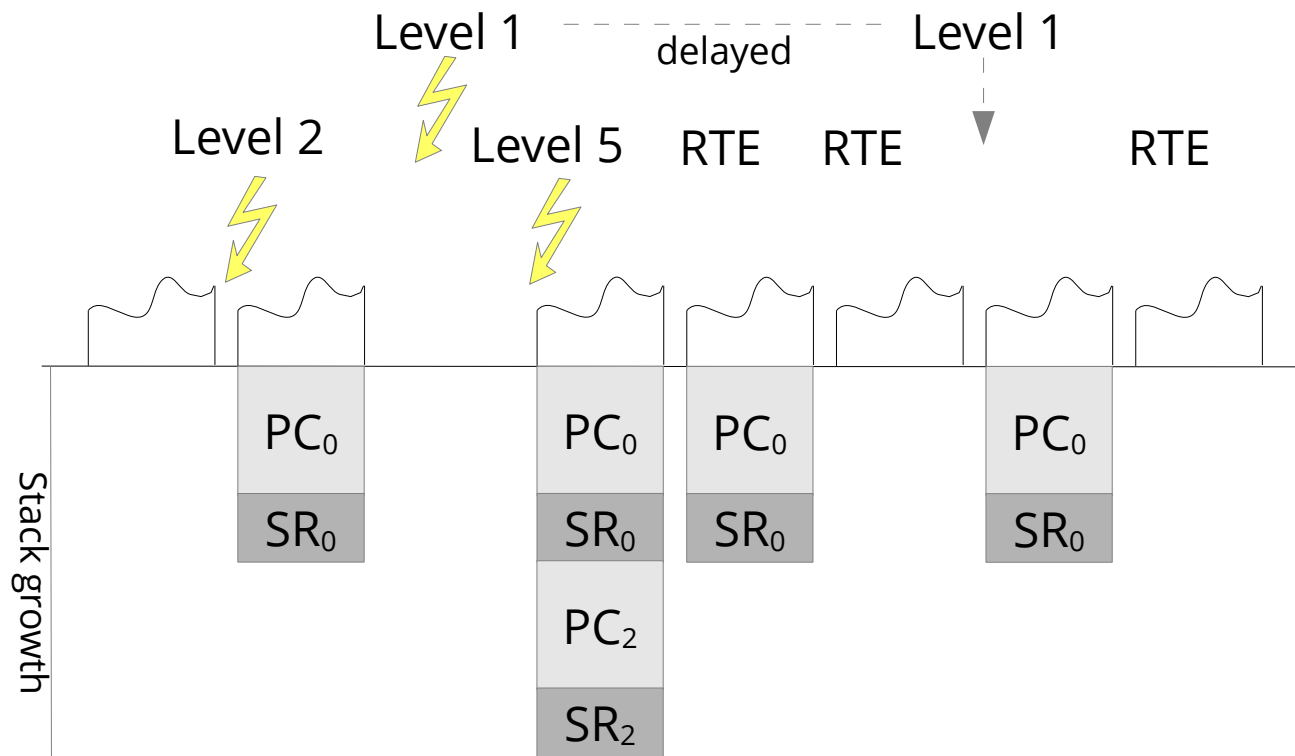 Level 1
Level 1
delayed
Level 2
Level 5
RTE
RTE
RTE
PC₀
PC₀
PC₀
PC₀
SR₀
SR₀
SR₀
SR₀
Stack growth
PC₂
SR₂